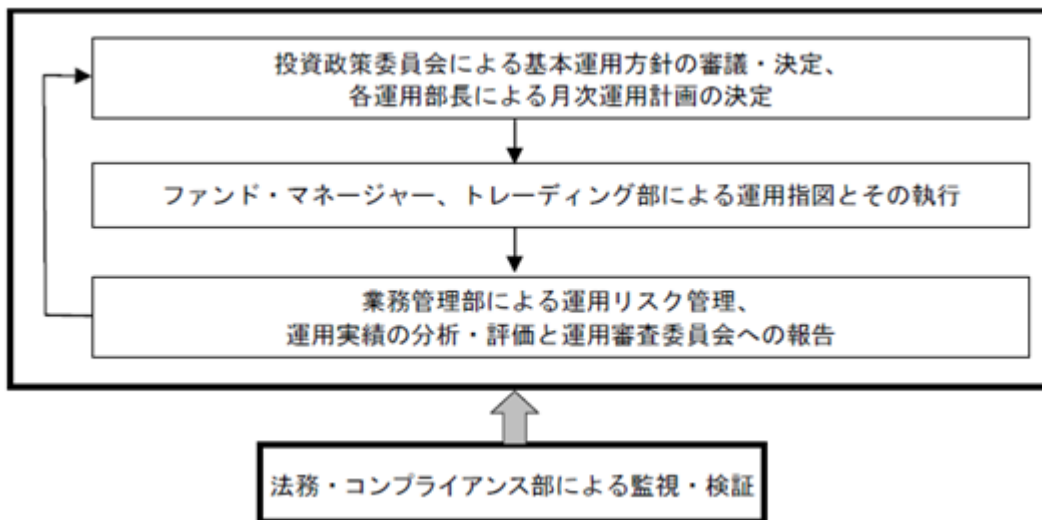 投資政策委員会による基本運用方針の審議・決定、
各運用部長による月次運用計画の決定
ファンド・マネージャー、トレーディング部による運用指図とその執行
業務管理部による運用リスク管理、
運用実績の分析・評価と運用審査委員会への報告
法務・コンプライアンス部による監視・検証